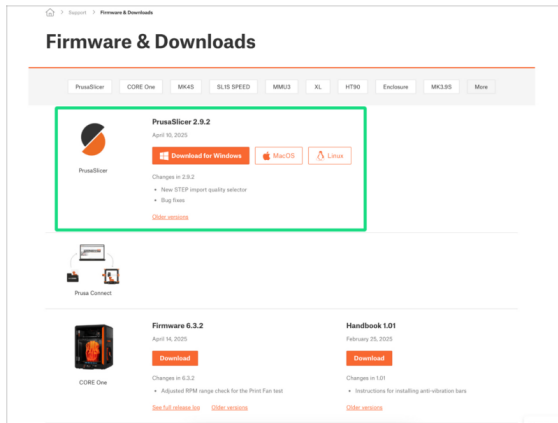 Support > Firmware & Downloads
Firmware & Downloads
PrusaSlicer CORE One MK4S SL1S SPEED MMU3 XL HT90 Enclosure MK3.9S More
PrusaSlicer 2.9.2
April 10, 2025
Download for Windows MacOS Linux
PrusaSlicer
Changes in 2.9.2
New STEP import quality selector
Bug fixes
Older versions
Prusa Connect
Firmware 6.3.2 Handbook 1.01
April 14, 2025 February 25, 2025
Download Download
CORE One
Changes in 6.3.2 Changes in 1.01
Adjusted RPM range check for the Print Fan test Instructions for installing anti-vibration bars
See full release log Older versions Older versions